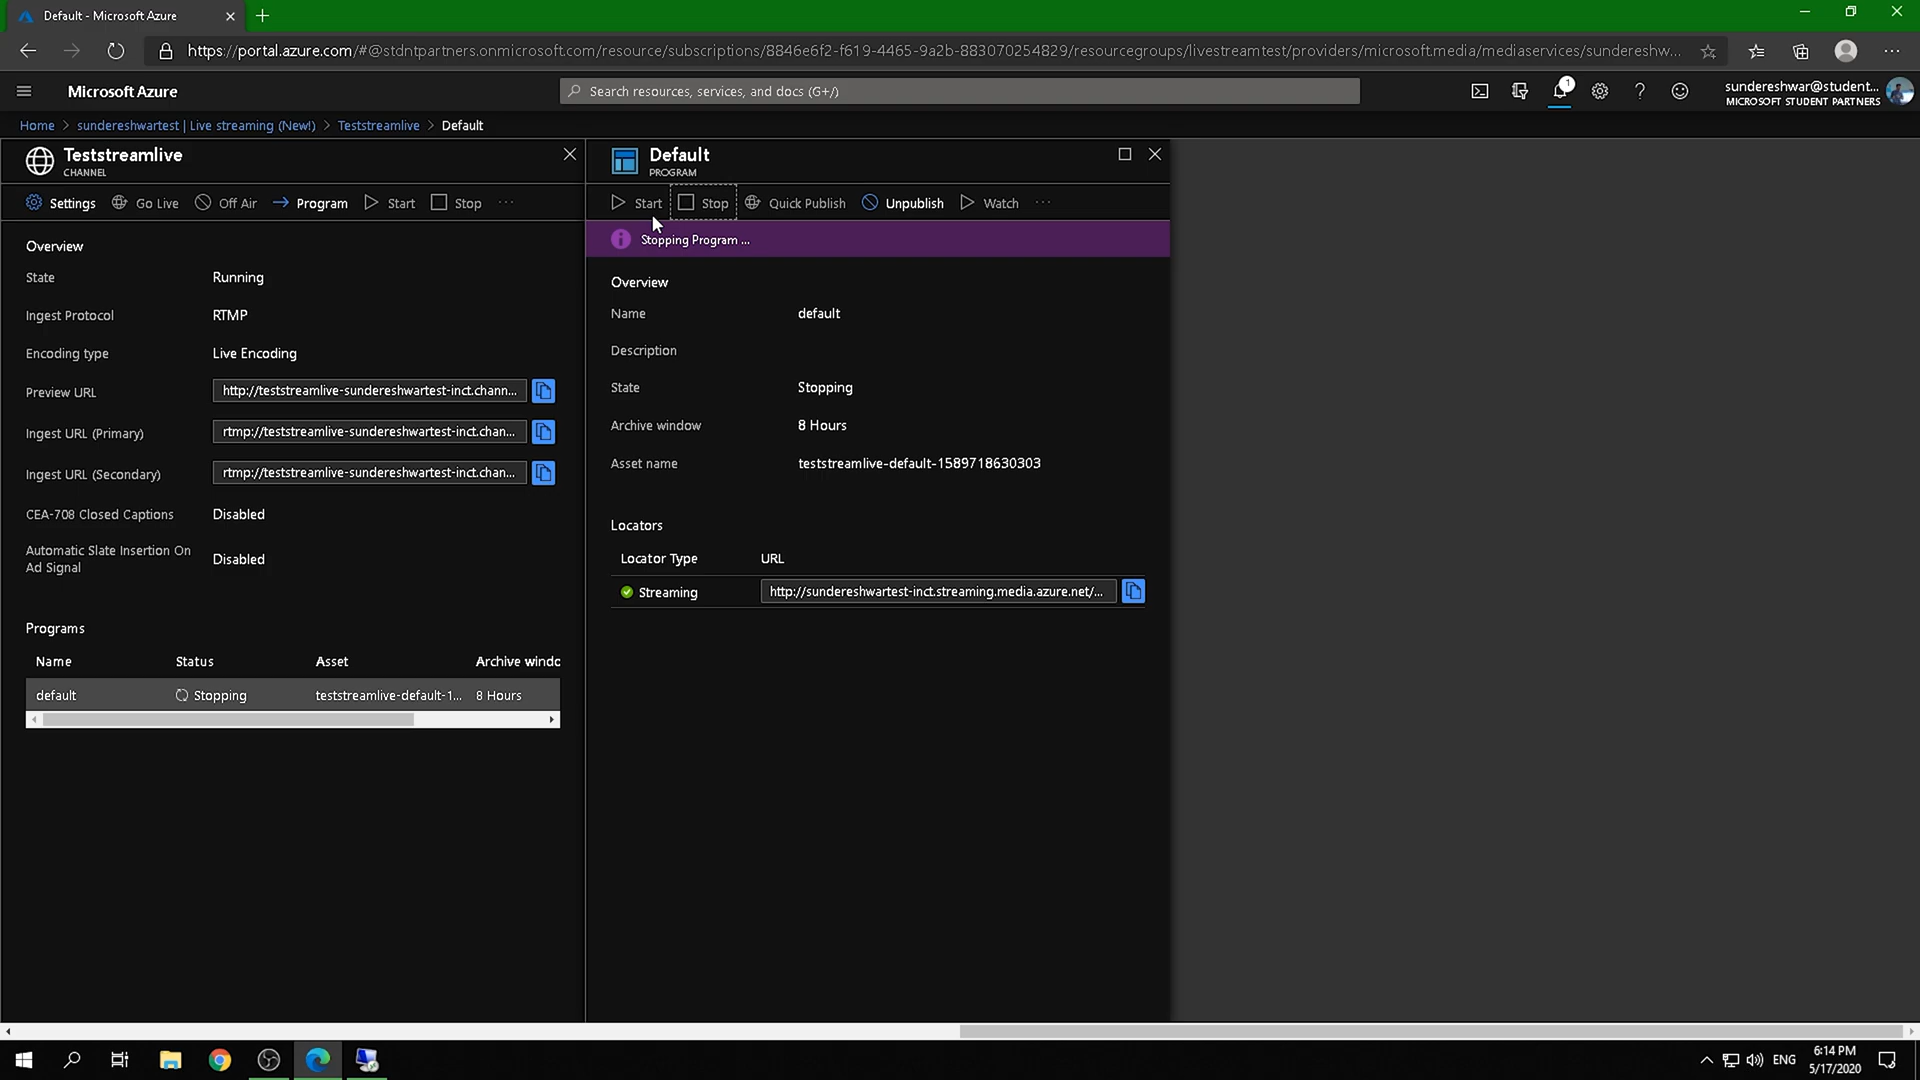 Default - Microsoft Azure
https://portal.azure.com/#@stdntpartners.onmicrosoft.com/resource/subscriptions/8846e6f2-f619-4465-9a2b-883070254829/resourcegroups/livestreamtest/providers/microsoft.media/mediaservices/sundereshw...
Microsoft Azure
Search resources, services, and docs (G+/)
1
sundereshwar@student...
MICROSOFT STUDENT PARTNERS
Home > sundereshwartest | Live streaming (New!) > Teststreamlive > Default
Teststreamlive
CHANNEL
Settings Go Live Off Air Program Start Stop ...
Overview
State Running
Ingest Protocol RTMP
Encoding type Live Encoding
Preview URL http://teststreamlive-sundereshwartest-inct.chann...
Ingest URL (Primary) rtmp://teststreamlive-sundereshwartest-inct.chan...
Ingest URL (Secondary) rtmp://teststreamlive-sundereshwartest-inct.chan...
CEA-708 Closed Captions Disabled
Automatic Slate Insertion On
Ad Signal Disabled
Programs
Name Status Asset Archive windo
default Stopping teststreamlive-default-1... 8 Hours
Default
PROGRAM
Start Stop Quick Publish Unpublish Watch ...
Stopping Program ...
Overview
Name default
Description
State Stopping
Archive window 8 Hours
Asset name teststreamlive-default-1589718630303
Locators
Locator Type URL
Streaming http://sundereshwartest-inct.streaming.media.azure.net/...
ENG
6:14 PM
5/17/2020